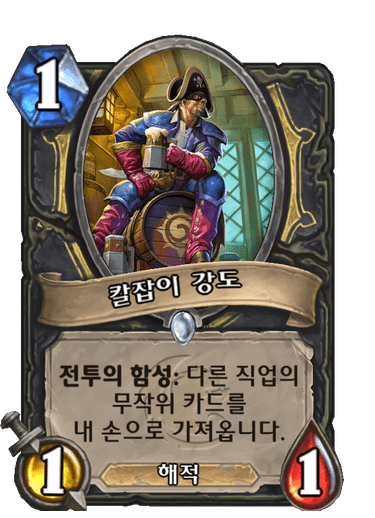 1
칼잡이 강도
전투의 함성: 다른 직업의
무작위 카드를
내 손으로 가져옵니다.
1
해적
1